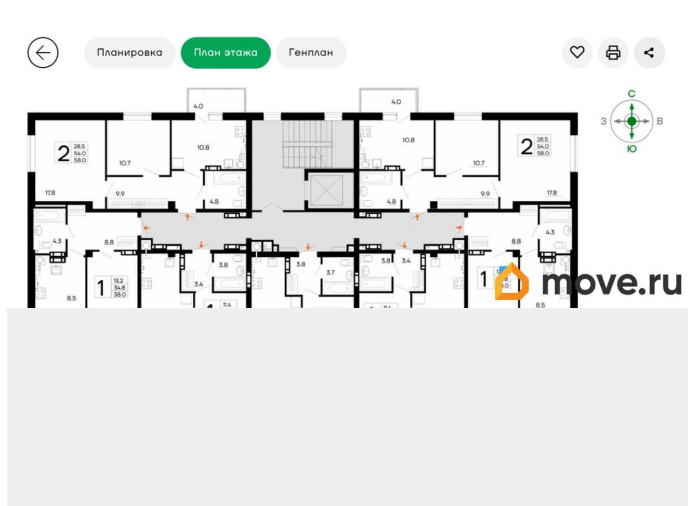 Планировка План этажа Генплан
С
З В
Ю
4.0 4.0
2 28.5 54.0 58.0 10.7 10.8 10.8 10.7 2 28.5 54.0 58.0
17.8 9.9 4.8 4.8 9.9 17.8
4.3 8.8 8.8 4.3
3.8 3.8 3.7 3.8 3.4
3.4
1 15.2 34.8 38.0 1
8.5 11.4 8.5
move.ru